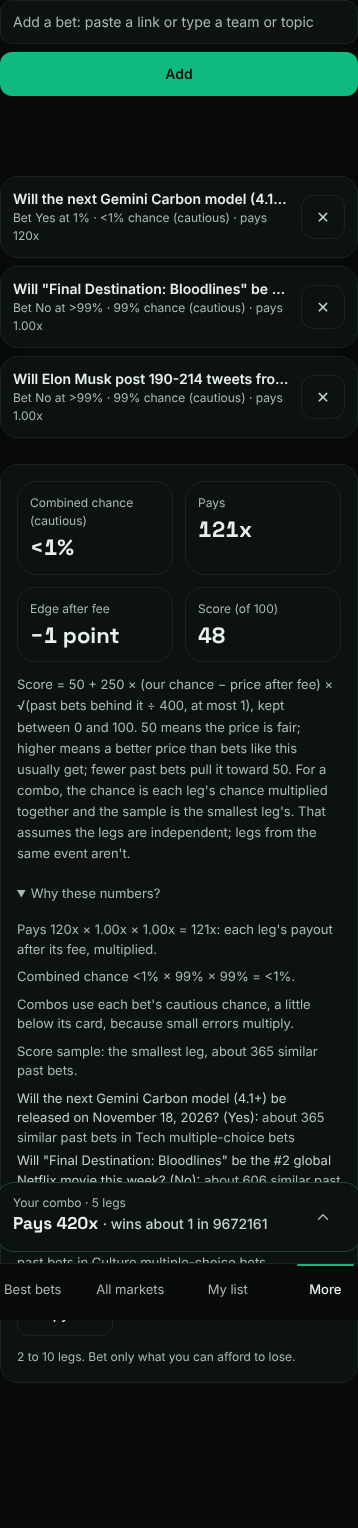 Add a bet: paste a link or type a team or topic
Add
Will the next Gemini Carbon model (4.1...
Bet Yes at 1% · <1% chance (cautious) · pays
120x
✕
Will "Final Destination: Bloodlines" be ...
Bet No at >99% · 99% chance (cautious) · pays
1.00x
✕
Will Elon Musk post 190-214 tweets fro...
Bet No at >99% · 99% chance (cautious) · pays
1.00x
✕
Combined chance
(cautious)
<1%
Pays
121x
Edge after fee
−1 point
Score (of 100)
48
Score = 50 + 250 × (our chance − price after fee) ×
√(past bets behind it ÷ 400, at most 1), kept
between 0 and 100. 50 means the price is fair;
higher means a better price than bets like this
usually get; fewer past bets pull it toward 50. For a
combo, the chance is each leg's chance multiplied
together and the sample is the smallest leg's. That
assumes the legs are independent; legs from the
same event aren't.
▼ Why these numbers?
Pays 120x × 1.00x × 1.00x = 121x: each leg's payout
after its fee, multiplied.
Combined chance <1% × 99% × 99% = <1%.
Combos use each bet's cautious chance, a little
below its card, because small errors multiply.
Score sample: the smallest leg, about 365 similar
past bets.
Will the next Gemini Carbon model (4.1+) be
released on November 18, 2026? (Yes): about 365
similar past bets in Tech multiple-choice bets
Will "Final Destination: Bloodlines" be the #2 global
Netflix movie this week? (No): about 606 similar past
Your combo · 5 legs
Pays 420x · wins about 1 in 9672161
past bets in Culture multiple-choice bets
Best bets
All markets
My list
More
2 to 10 legs. Bet only what you can afford to lose.